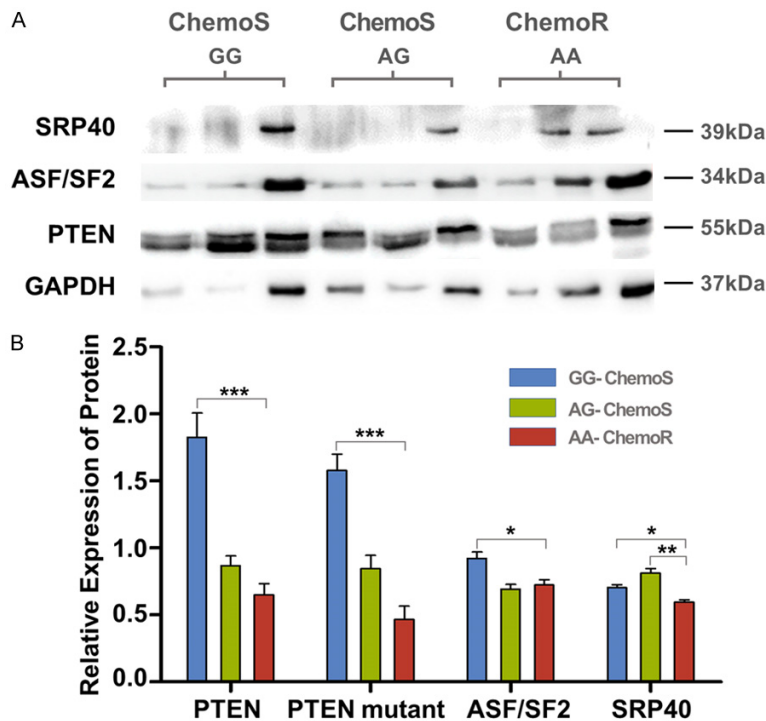 A
ChemoS ChemoS ChemoR
GG AG AA
SRP40 39kDa
ASF/SF2 34kDa
PTEN 55kDa
GAPDH 37kDa
B
Relative Expression of Protein
2.5
2.0
1.5
1.0
0.5
0.0
***
***
*
*
**
GG- ChemoS
AG- ChemoS
AA- ChemoR
PTEN PTEN mutant ASF/SF2 SRP40